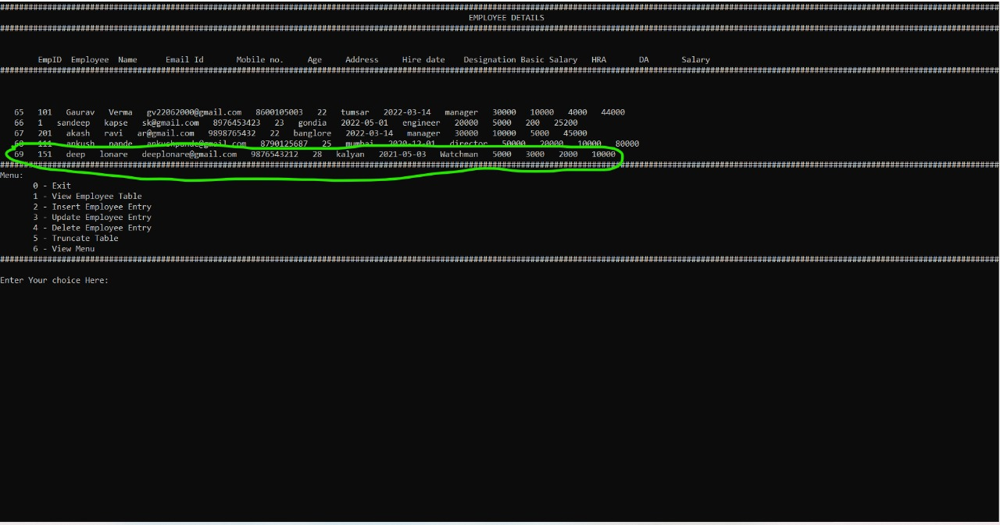 ################################################################################
EMPLOYEE DETAILS
################################################################################
EmpID Employee Name Email Id Mobile no. Age Address Hire date Designation Basic Salary HRA DA Salary
################################################################################
65 101 Gaurav Verma gv22062000@gmail.com 8600105003 22 tumsar 2022-03-14 manager 30000 10000 4000 44000
66 1 sandeep kapse sk@gmail.com 8976453423 23 gondia 2022-05-01 engineer 20000 5000 200 25200
67 201 akash ravi ar@gmail.com 9898765432 22 banglore 2022-03-14 manager 30000 10000 5000 45000
68 111 ankush pande ankushpande@gmail.com 8790125687 25 mumbai 2020-12-01 director 50000 20000 10000 80000
69 151 deep lonare deeplonare@gmail.com 9876543212 28 kalyan 2021-05-03 Watchman 5000 3000 2000 10000
################################################################################
Menu:
0 - Exit
1 - View Employee Table
2 - Insert Employee Entry
3 - Update Employee Entry
4 - Delete Employee Entry
5 - Truncate Table
6 - View Menu
################################################################################
Enter Your choice Here: